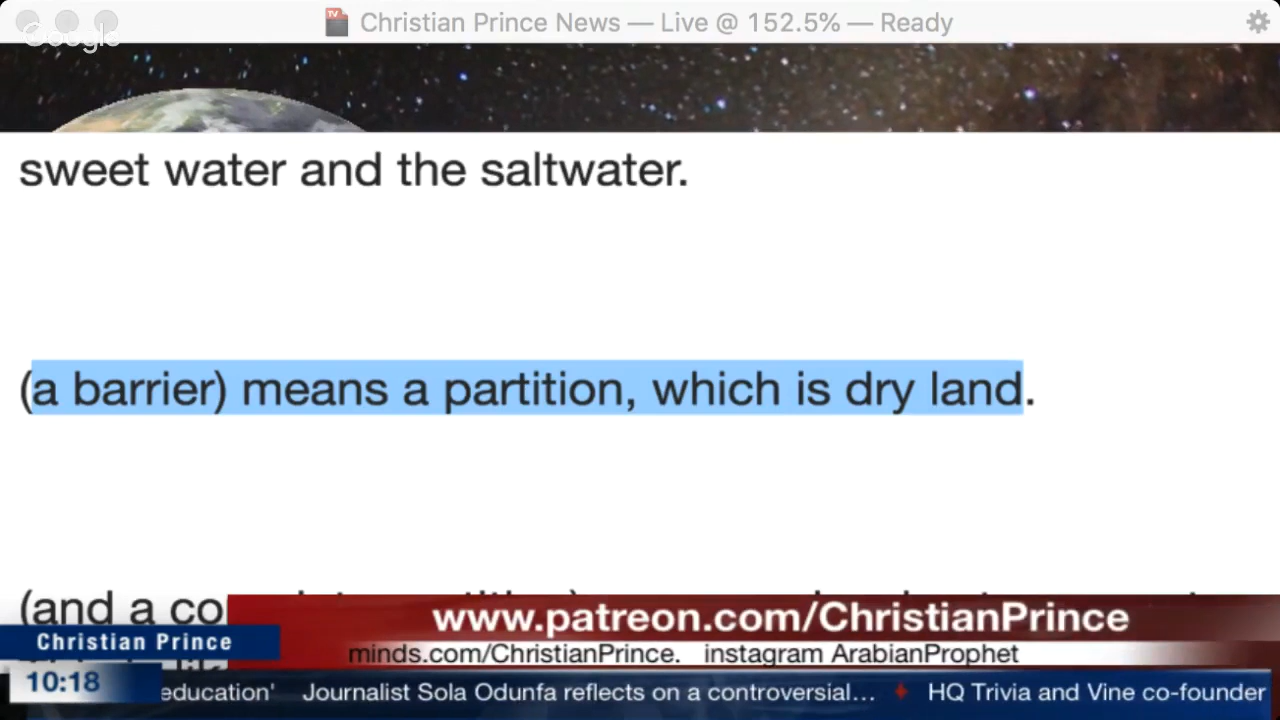 Christian Prince News — Live @ 152.5% — Ready
Google
sweet water and the saltwater.
(a barrier) means a partition, which is dry land.
(and a co
www.patreon.com/ChristianPrince
Christian Prince
minds.com/ChristianPrince. instagram ArabianProphet
10:18
education' Journalist Sola Odunfa reflects on a controversial... HQ Trivia and Vine co-founder